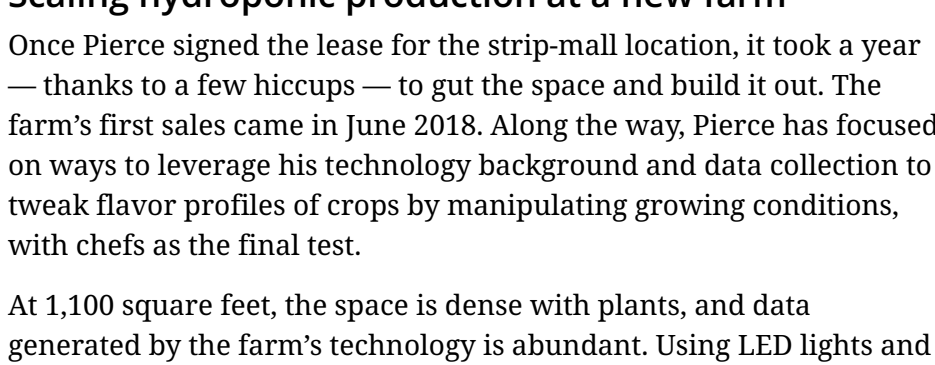 Scaling hydroponic production at a new farm
Once Pierce signed the lease for the strip-mall location, it took a year
— thanks to a few hiccups — to gut the space and build it out. The
farm’s first sales came in June 2018. Along the way, Pierce has focused
on ways to leverage his technology background and data collection to
tweak flavor profiles of crops by manipulating growing conditions,
with chefs as the final test.
At 1,100 square feet, the space is dense with plants, and data
generated by the farm’s technology is abundant. Using LED lights and